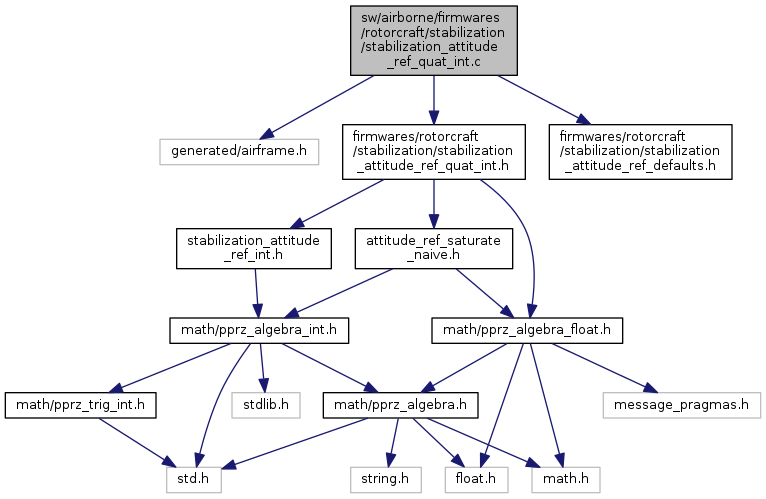 sw/airborne/firmwares
/rotorcraft/stabilization
/stabilization_attitude
_ref_quat_int.c
generated/airframe.h
firmwares/rotorcraft
/stabilization/stabilization
_attitude_ref_quat_int.h
firmwares/rotorcraft
/stabilization/stabilization
_attitude_ref_defaults.h
stabilization_attitude
_ref_int.h
attitude_ref_saturate
_naive.h
math/pprz_algebra_int.h
math/pprz_algebra_float.h
math/pprz_trig_int.h
stdlib.h
math/pprz_algebra.h
message_pragmas.h
std.h
string.h
float.h
math.h